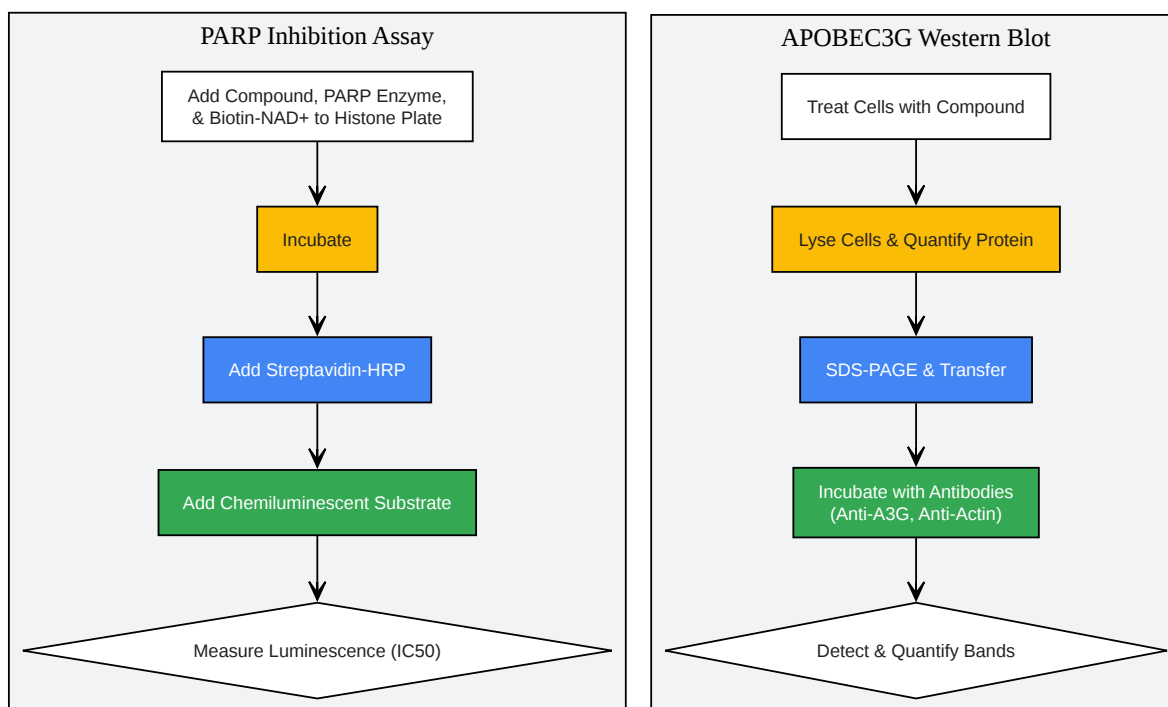 PARP Inhibition Assay
Add Compound, PARP Enzyme,
& Biotin-NAD+ to Histone Plate
Incubate
Add Streptavidin-HRP
Add Chemiluminescent Substrate
Measure Luminescence (IC50)
APOBEC3G Western Blot
Treat Cells with Compound
Lyse Cells & Quantify Protein
SDS-PAGE & Transfer
Incubate with Antibodies
(Anti-A3G, Anti-Actin)
Detect & Quantify Bands